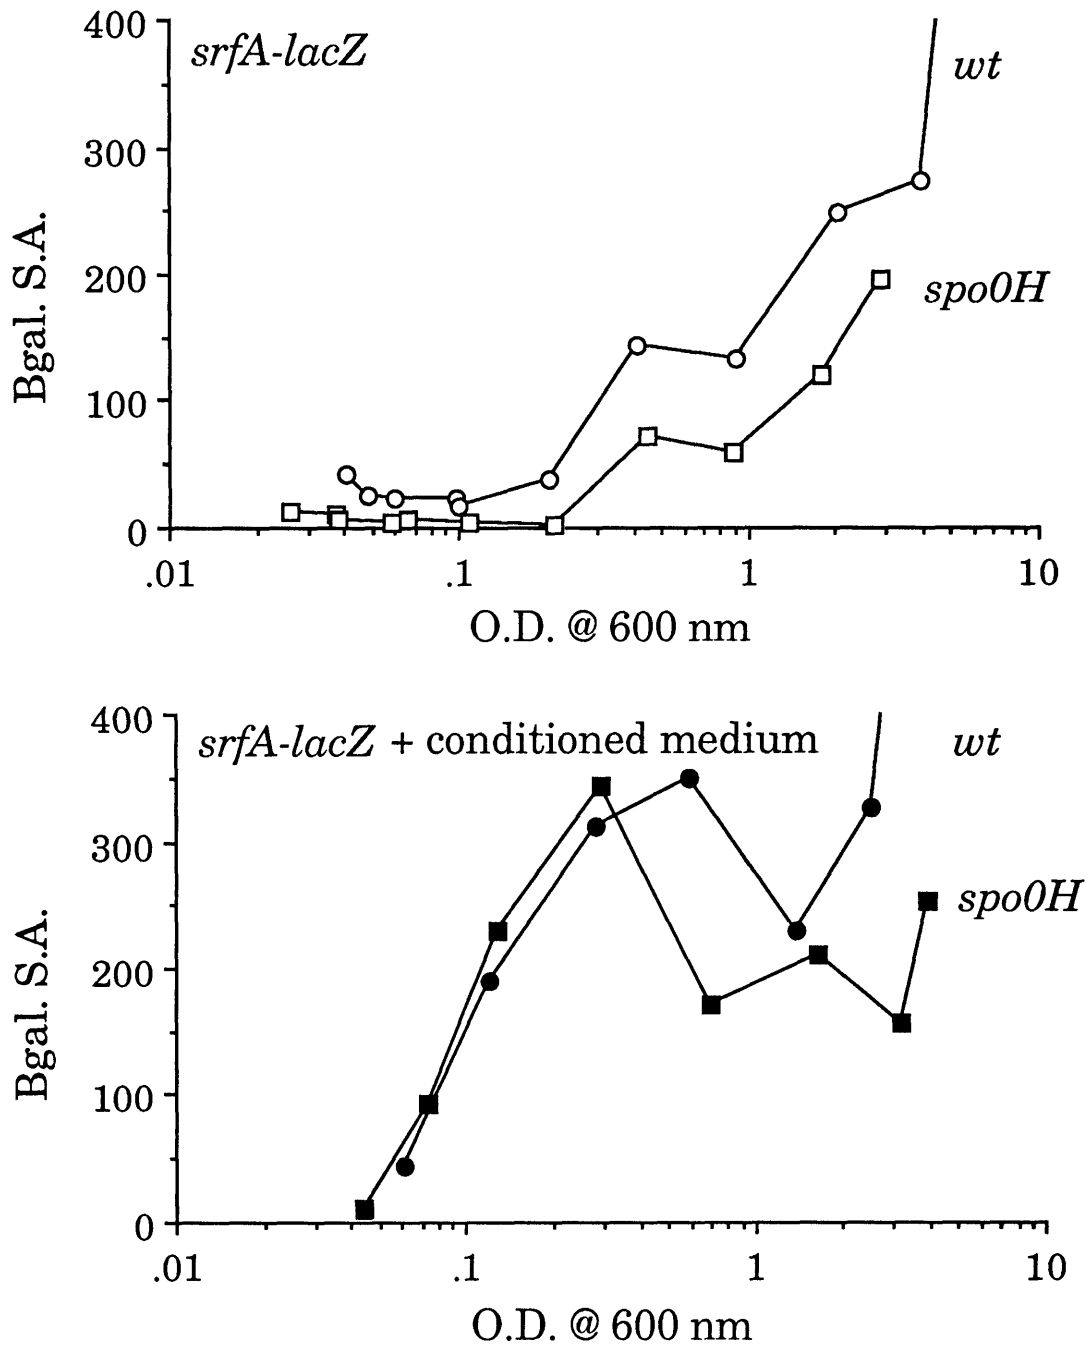 400
srfA-lacZ
wt
300
Bgal. S.A.
200
spo0H
100
0
.01
.1
1
10
O.D. @ 600 nm
400
srfA-lacZ + conditioned medium
wt
300
Bgal. S.A.
spo0H
200
100
0
.01
.1
1
10
O.D. @ 600 nm